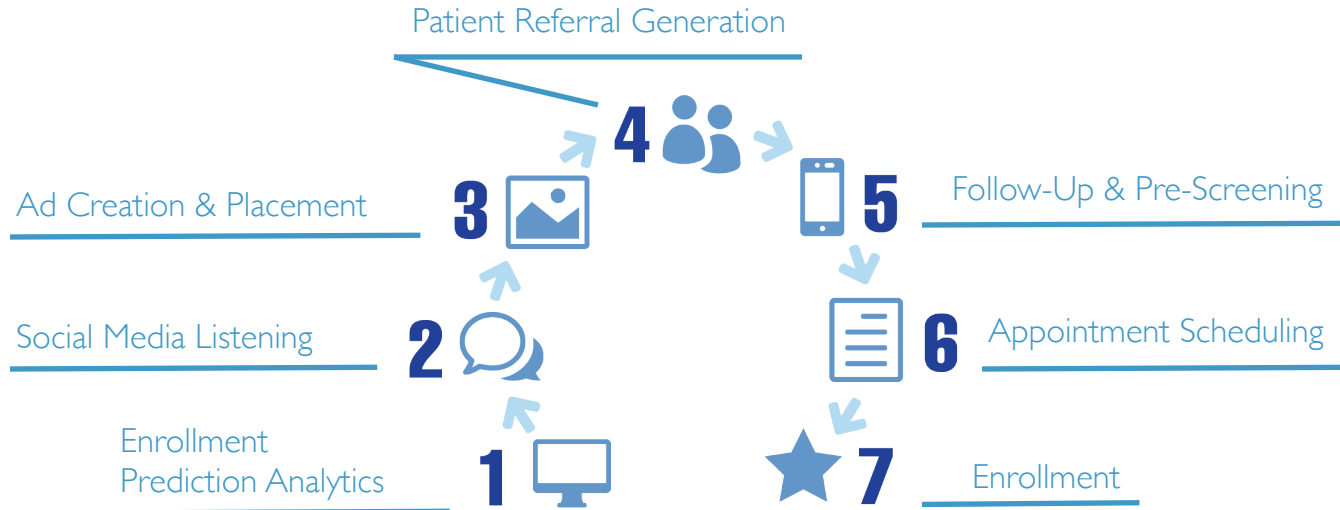 Patient Referral Generation
4
Ad Creation & Placement
3
5
Follow-Up & Pre-Screening
Social Media Listening
2
6
Appointment Scheduling
Enrollment
Prediction Analytics
1
7
Enrollment